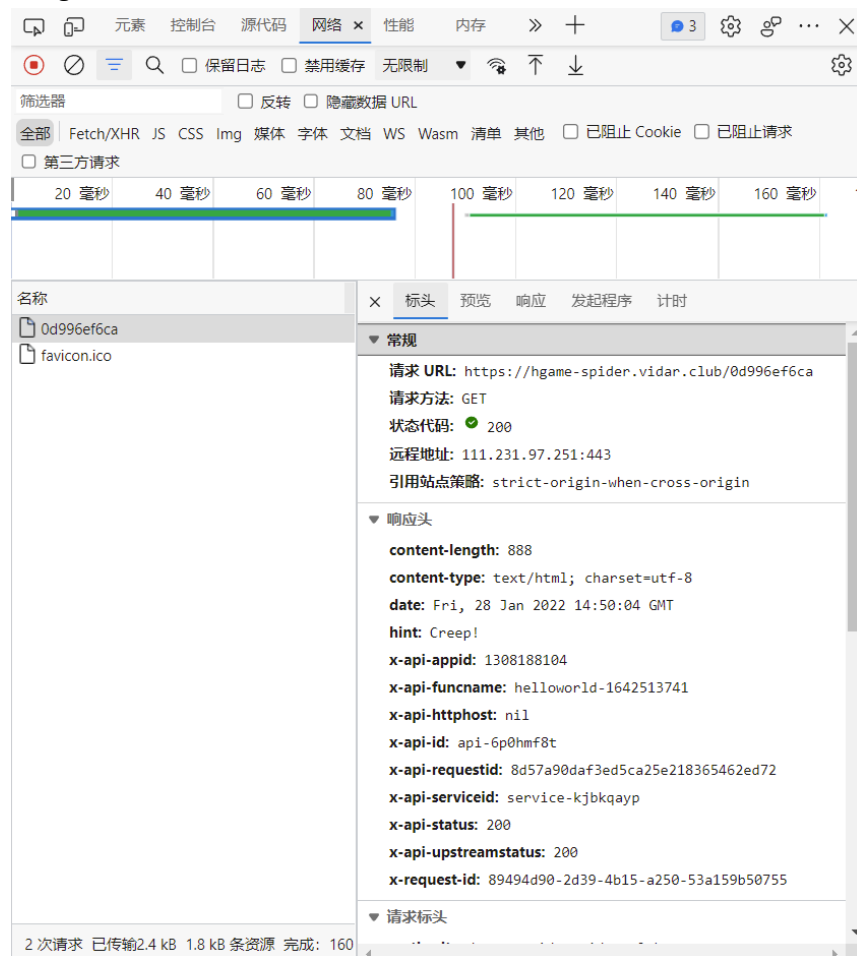 元素 控制台 源代码 网络 × 性能 内存 3
保留日志 禁用缓存 无限制
筛选器 反转 隐藏数据 URL
全部 Fetch/XHR JS CSS Img 媒体 字体 文档 WS Wasm 清单 其他 已阻止 Cookie 已阻止请求
第三方请求
20 毫秒 40 毫秒 60 毫秒 80 毫秒 100 毫秒 120 毫秒 140 毫秒 160 毫秒
名称
0d996ef6ca
favicon.ico
× 标头 预览 响应 发起程序 计时
常规
请求 URL: https://hgame-spider.vidar.club/0d996ef6ca
请求方法: GET
状态代码: 200
远程地址: 111.231.97.251:443
引用站点策略: strict-origin-when-cross-origin
响应头
content-length: 888
content-type: text/html; charset=utf-8
date: Fri, 28 Jan 2022 14:50:04 GMT
hint: Creep!
x-api-appid: 1308188104
x-api-funcname: helloworld-1642513741
x-api-httphost: nil
x-api-id: api-6p0hmf8t
x-api-requestid: 8d57a90daf3ed5ca25e218365462ed72
x-api-serviceid: service-kjbkqayp
x-api-status: 200
x-api-upstreamstatus: 200
x-request-id: 89494d90-2d39-4b15-a250-53a159b50755
请求标头
2 次请求 已传输2.4 kB 1.8 kB 条资源 完成: 160